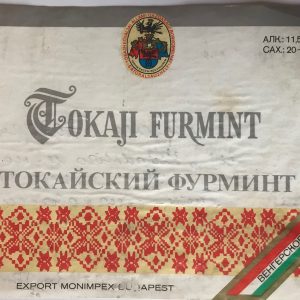 АЛК.: 11,5
САХ.: 20-
TOKAJI FURMINT
ТОКАЙСКИЙ ФУРМИНТ
ВЕНГЕРСКО
EXPORT MONIMPEX BUDAPEST